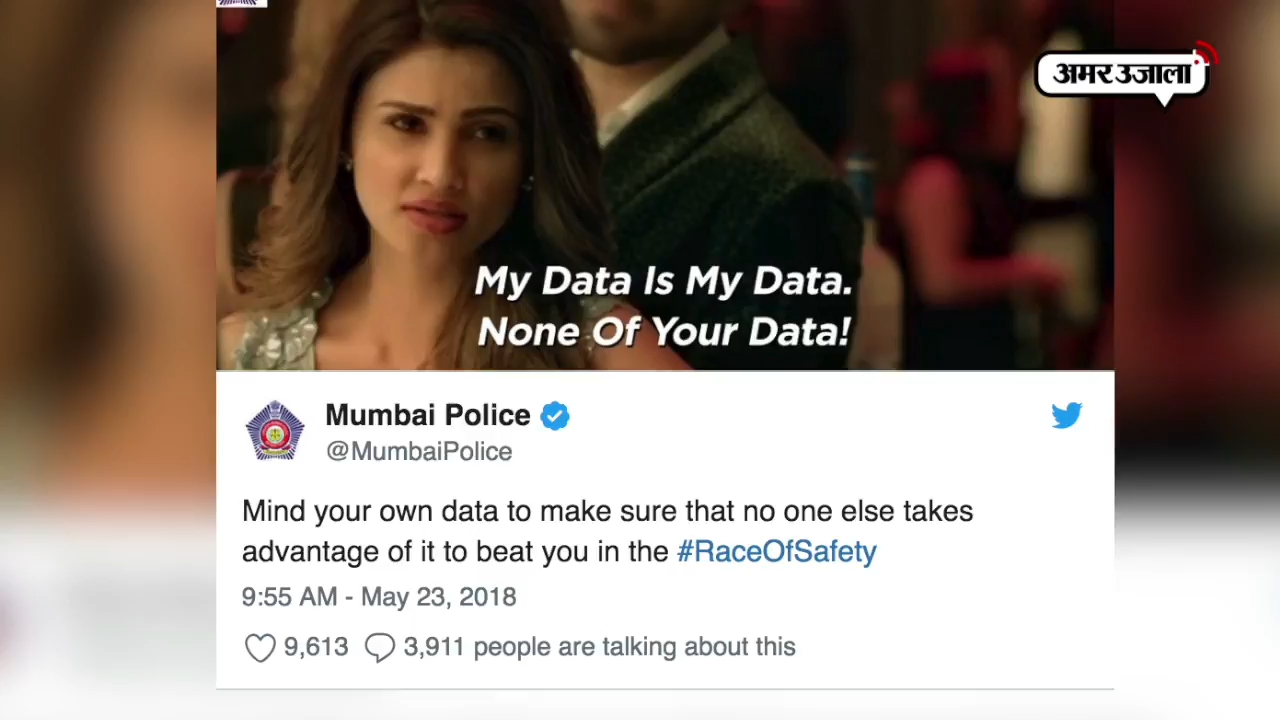 अमर उजाला
My Data Is My Data.
None Of Your Data!
Mumbai Police
@MumbaiPolice
Mind your own data to make sure that no one else takes
advantage of it to beat you in the #RaceOfSafety
9:55 AM - May 23, 2018
9,613 3,911 people are talking about this